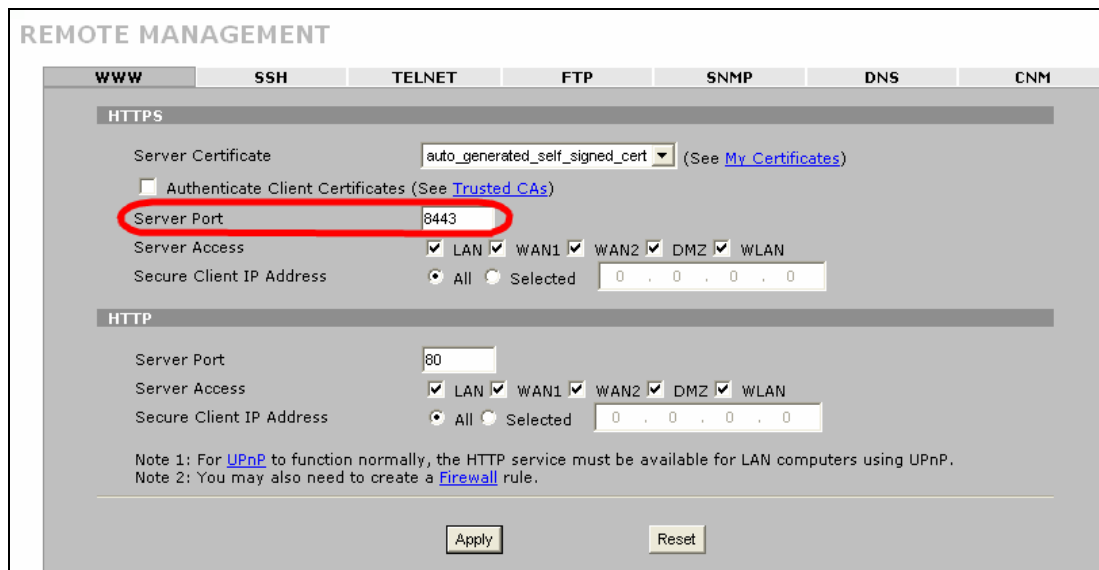 REMOTE MANAGEMENT
WWW SSH TELNET FTP SNMP DNS CNM
HTTPS
Server Certificate auto_generated_self_signed_cert (See My Certificates)
Authenticate Client Certificates (See Trusted CAs)
Server Port 8443
Server Access LAN WAN1 WAN2 DMZ WLAN
Secure Client IP Address All Selected 0 . 0 . 0 . 0
HTTP
Server Port 80
Server Access LAN WAN1 WAN2 DMZ WLAN
Secure Client IP Address All Selected 0 . 0 . 0 . 0
Note 1: For UPnP to function normally, the HTTP service must be available for LAN computers using UPnP.
Note 2: You may also need to create a Firewall rule.
Apply Reset